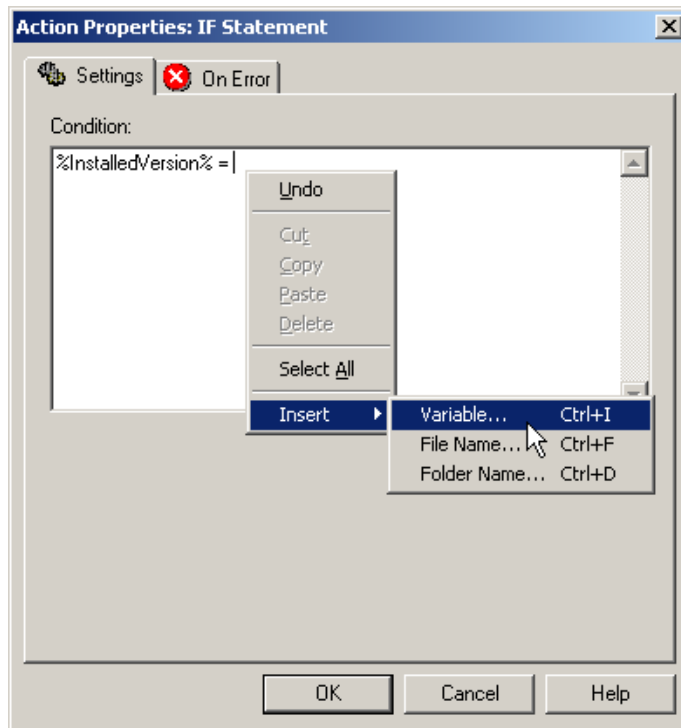 Action Properties: IF Statement
Settings
On Error
Condition:
%InstalledVersion% =
Undo
Cut
Copy
Paste
Delete
Select All
Insert
Variable... Ctrl+I
File Name... Ctrl+F
Folder Name... Ctrl+D
OK Cancel Help